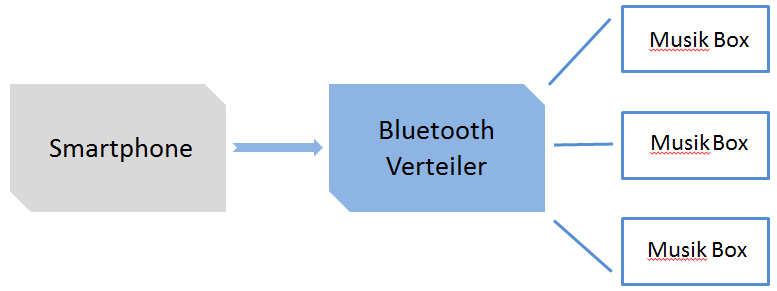 Smartphone
Bluetooth
Verteiler
Musik Box
Musik Box
Musik Box